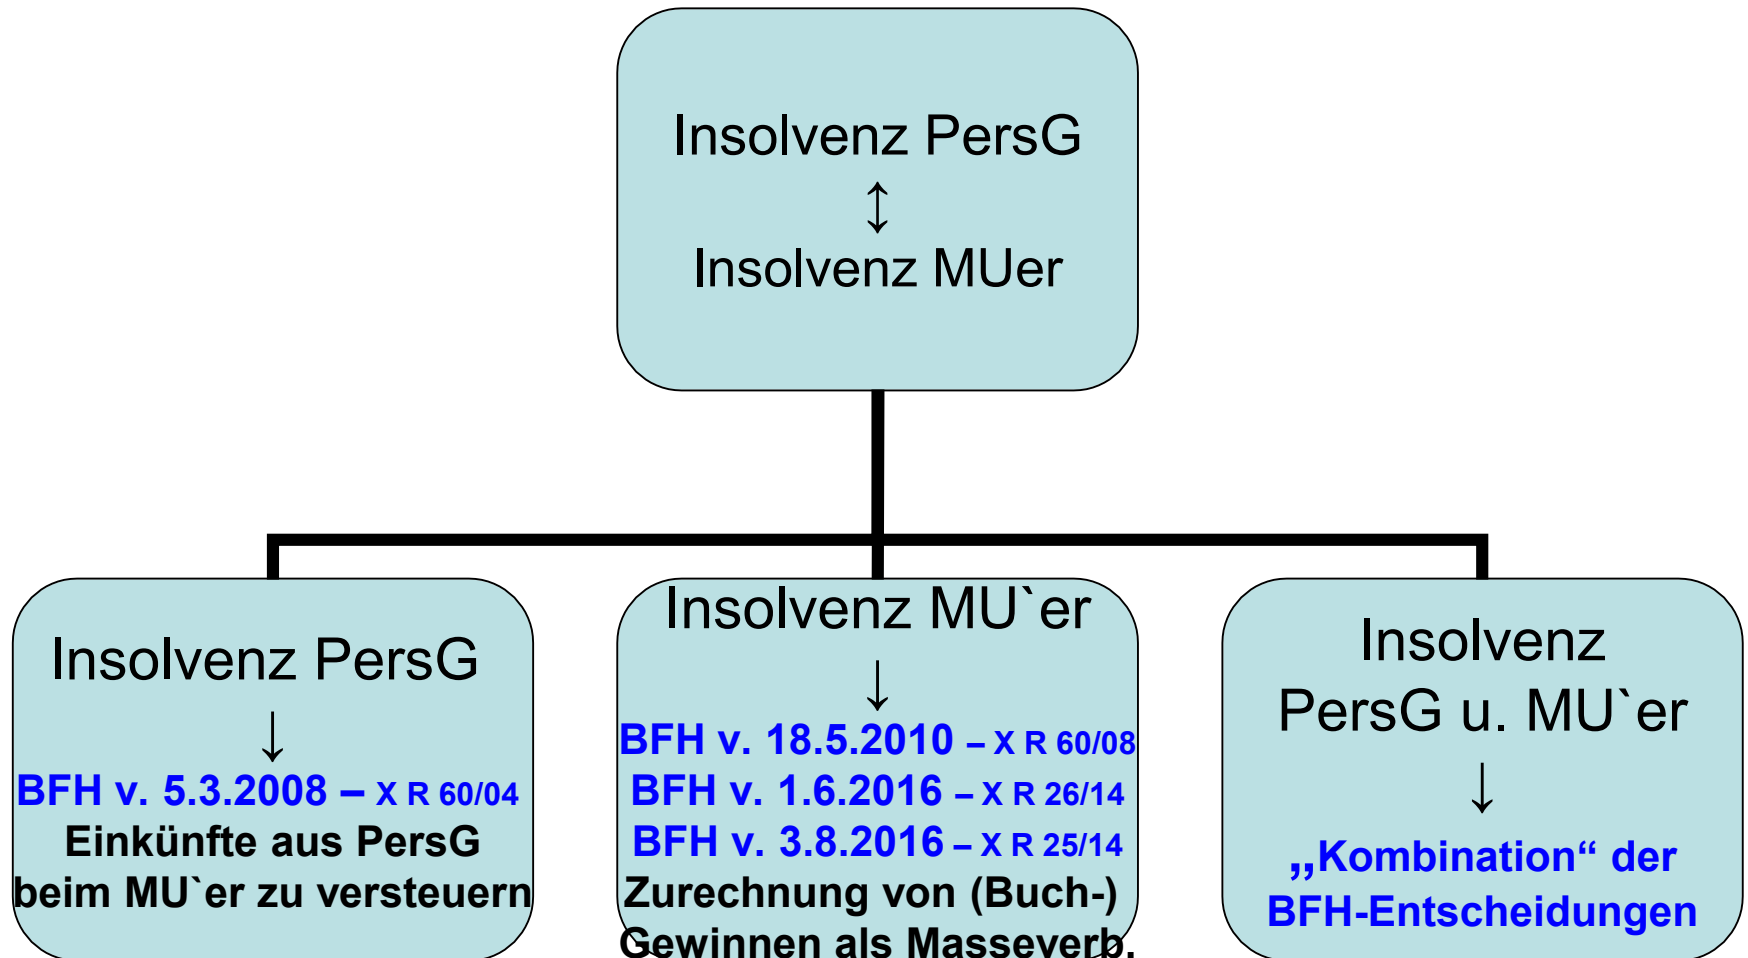 Insolvenz PersG
↕
Insolvenz MUer
Insolvenz PersG
↓
BFH v. 5.3.2008 – X R 60/04
Einkünfte aus PersG
beim MU`er zu versteuern
Insolvenz MU`er
↓
BFH v. 18.5.2010 – X R 60/08
BFH v. 1.6.2016 – X R 26/14
BFH v. 3.8.2016 – X R 25/14
Zurechnung von (Buch-)
Gewinnen als Masseverb.
Insolvenz
PersG u. MU`er
↓
„Kombination“ der
BFH-Entscheidungen